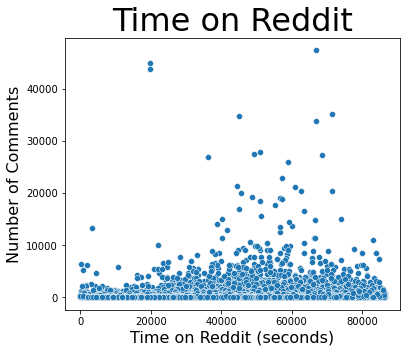 Time on Reddit
Number of Comments
40000
30000
20000
10000
0
0 20000 40000 60000 80000
Time on Reddit (seconds)